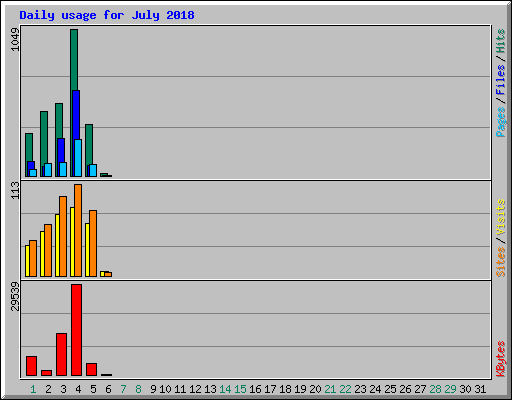 Daily usage for July 2018
1049
Pages / Files / Hits
113
Sites / Visits
29539
KBytes
1 2 3 4 5 6 7 8 9 10 11 12 13 14 15 16 17 18 19 20 21 22 23 24 25 26 27 28 29 30 31